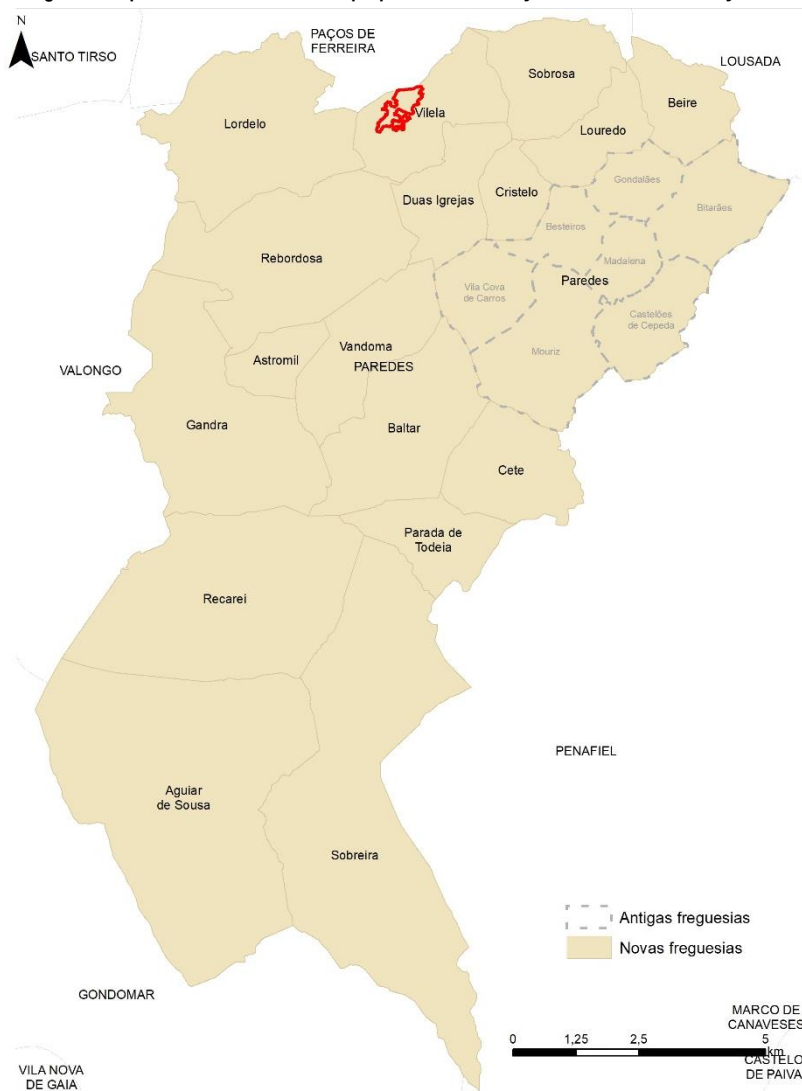 N
SANTO TIRSO
PAÇOS DE
FERREIRA
LOUSADA
Sobrosa
Beire
Lordelo
Vilela
Louredo
Gondalães
Duas Igrejas
Cristelo
Bitarães
Besteiros
Rebordosa
Madalena
Vila Cova
de Carros
Paredes
Castelões
de Cepeda
Vandoma
Astromil
Mouriz
PAREDES
VALONGO
Gandra
Baltar
Cete
Parada de
Todeia
Recarei
PENAFIEL
Aguiar
de Sousa
Sobreira
Antigas freguesias
Novas freguesias
GONDOMAR
MARCO DE
CANAVESES
0 1,25 2,5 5
km
CASTELO
DE PAIVA
VILA NOVA
DE GAIA